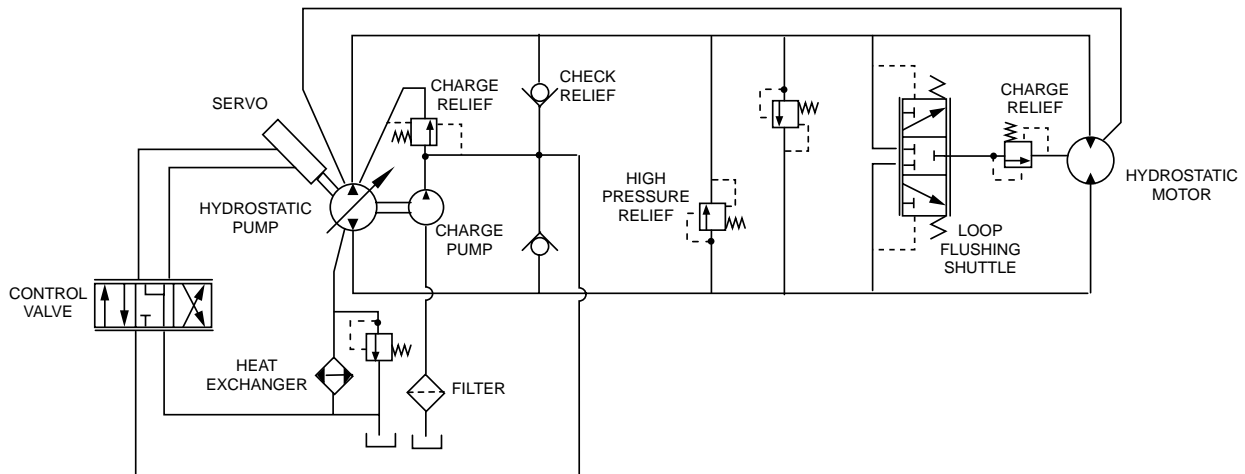 SERVO
CHARGE
RELIEF
CHECK
RELIEF
CHARGE
RELIEF
HYDROSTATIC
PUMP
CHARGE
PUMP
HIGH
PRESSURE
RELIEF
LOOP
FLUSHING
SHUTTLE
HYDROSTATIC
MOTOR
CONTROL
VALVE
HEAT
EXCHANGER
FILTER